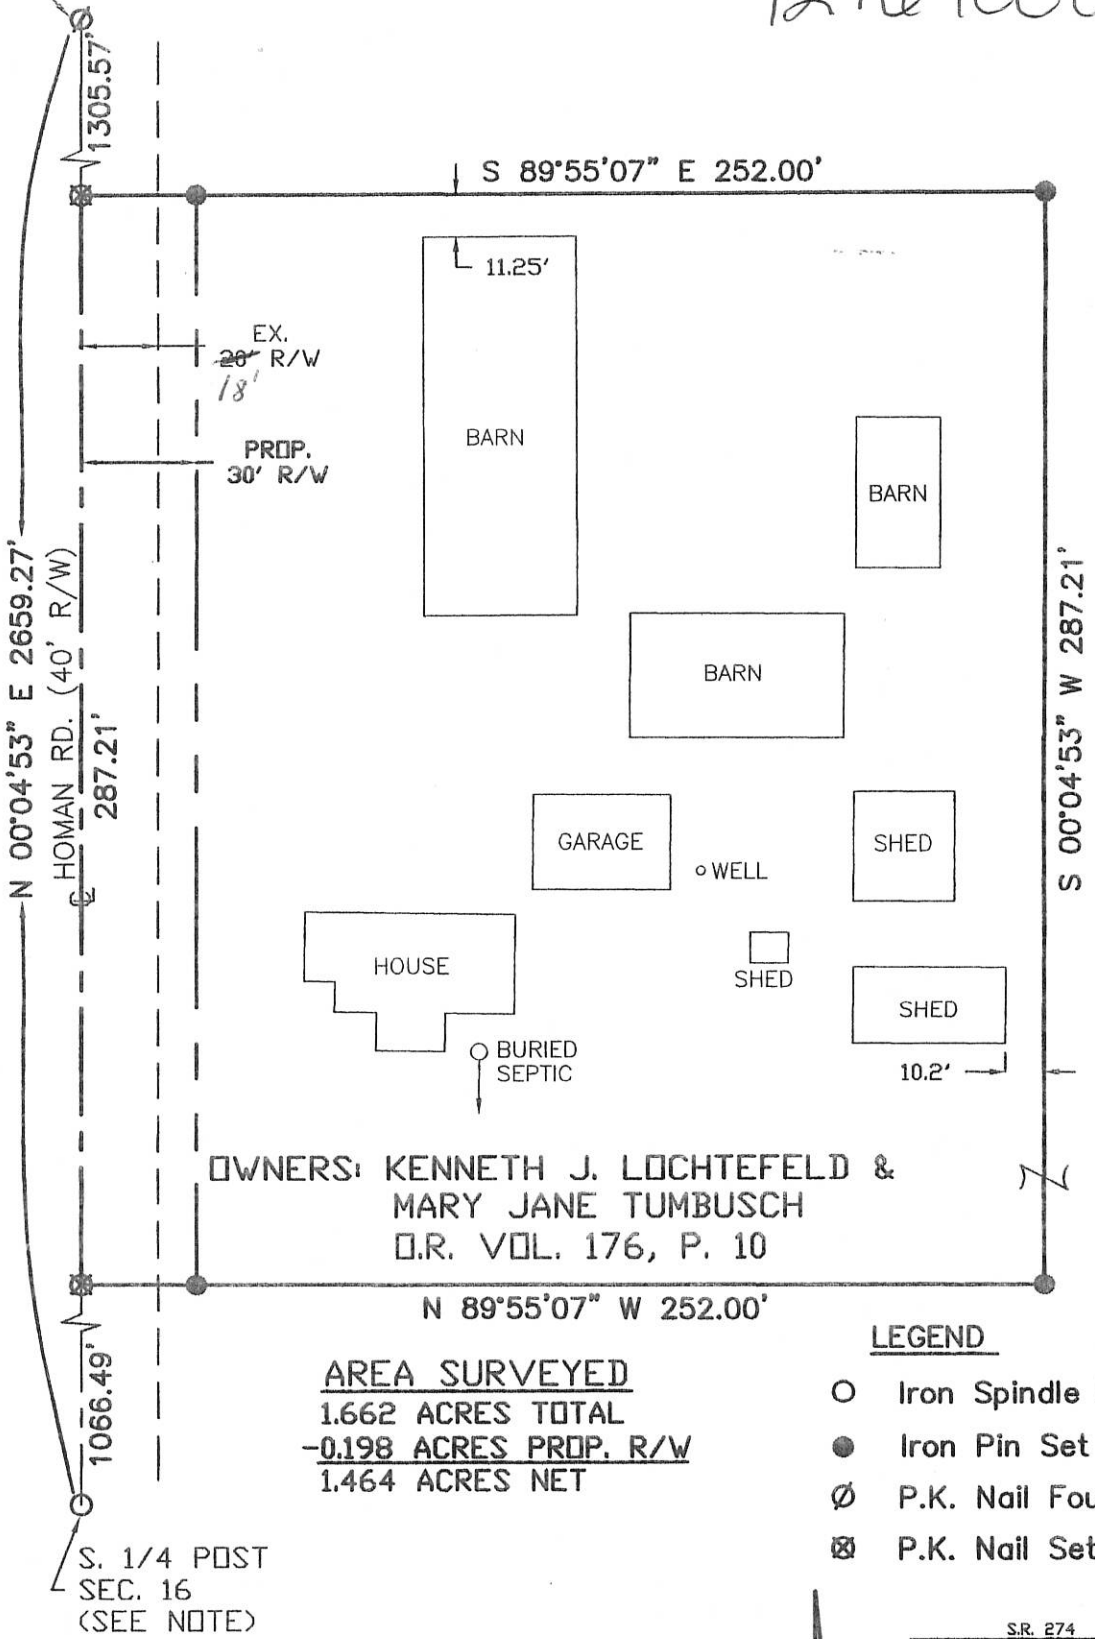 1305.57'
S 89°55'07" E 252.00'
11.25'
EX.
20' R/W
18'
PROP.
30' R/W
BARN
BARN
BARN
N 00°04'53" E 2659.27'
HOMAN RD. (40' R/W)
287.21'
S 00°04'53" W 287.21'
GARAGE
WELL
SHED
HOUSE
SHED
SHED
BURIED
SEPTIC
10.2'
OWNERS: KENNETH J. LOCHTEFELD &
MARY JANE TUMBUSCH
O.R. VOL. 176, P. 10
N 89°55'07" W 252.00'
1066.49'
AREA SURVEYED
1.662 ACRES TOTAL
-0.198 ACRES PROP. R/W
1.464 ACRES NET
LEGEND
Iron Spindle
Iron Pin Set
P.K. Nail Fou
P.K. Nail Set
S. 1/4 POST
SEC. 16
(SEE NOTE)
S.R. 274